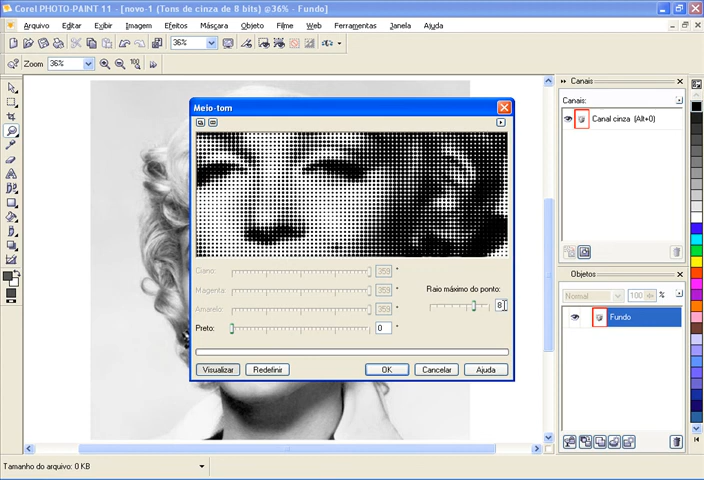 Corel PHOTO-PAINT 11 - [novo-1 (Tons de cinza de 8 bits) @36% - Fundo]
Arquivo Editar Exibir Imagem Efeitos Máscara Objeto Filme Web Ferramentas Janela Ajuda
36%
Zoom 36% 100
Canais
Canais:
Canal cinza (Alt+0)
Meio-tom
Ciano: 359 °
Magenta: 359 °
Amarelo: 359 °
Preto: 0 °
Raio máximo do ponto:
8
Visualizar Redefinir OK Cancelar Ajuda
Objetos
Normal 100 %
Fundo
Tamanho do arquivo: 0 KB